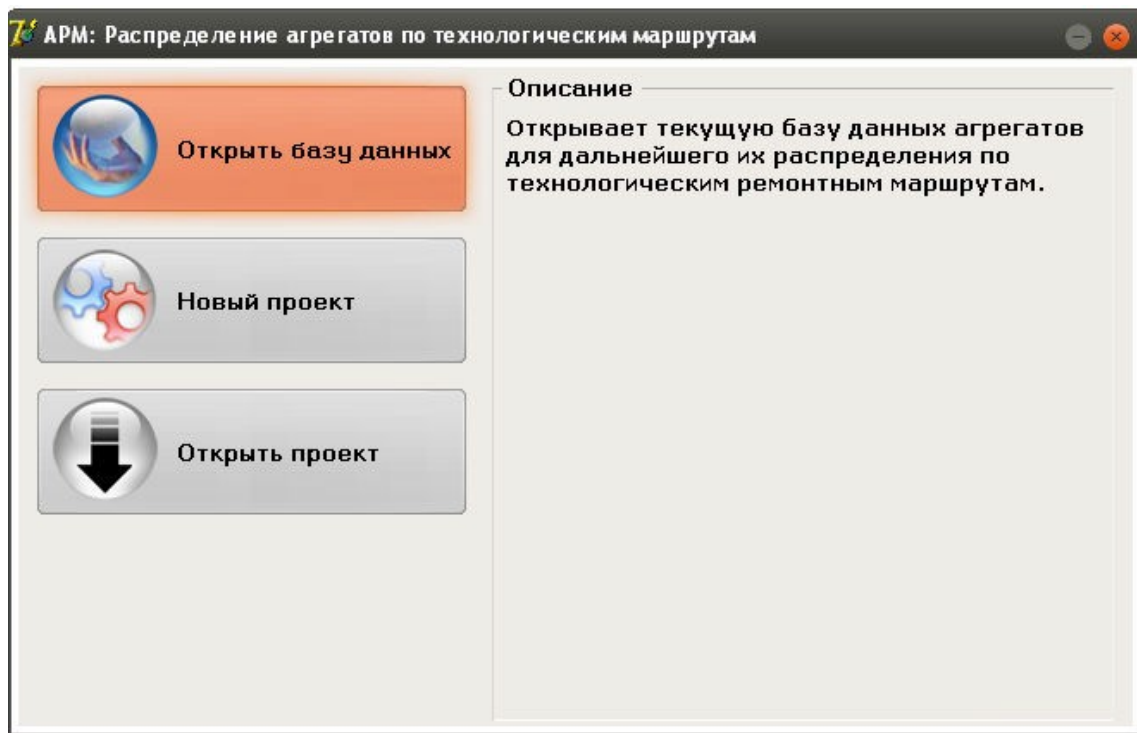 АРМ: Распределение агрегатов по технологическим маршрутам
Открыть базу данных
Новый проект
Открыть проект
Описание
Открывает текущую базу данных агрегатов
для дальнейшего их распределения по
технологическим ремонтным маршрутам.